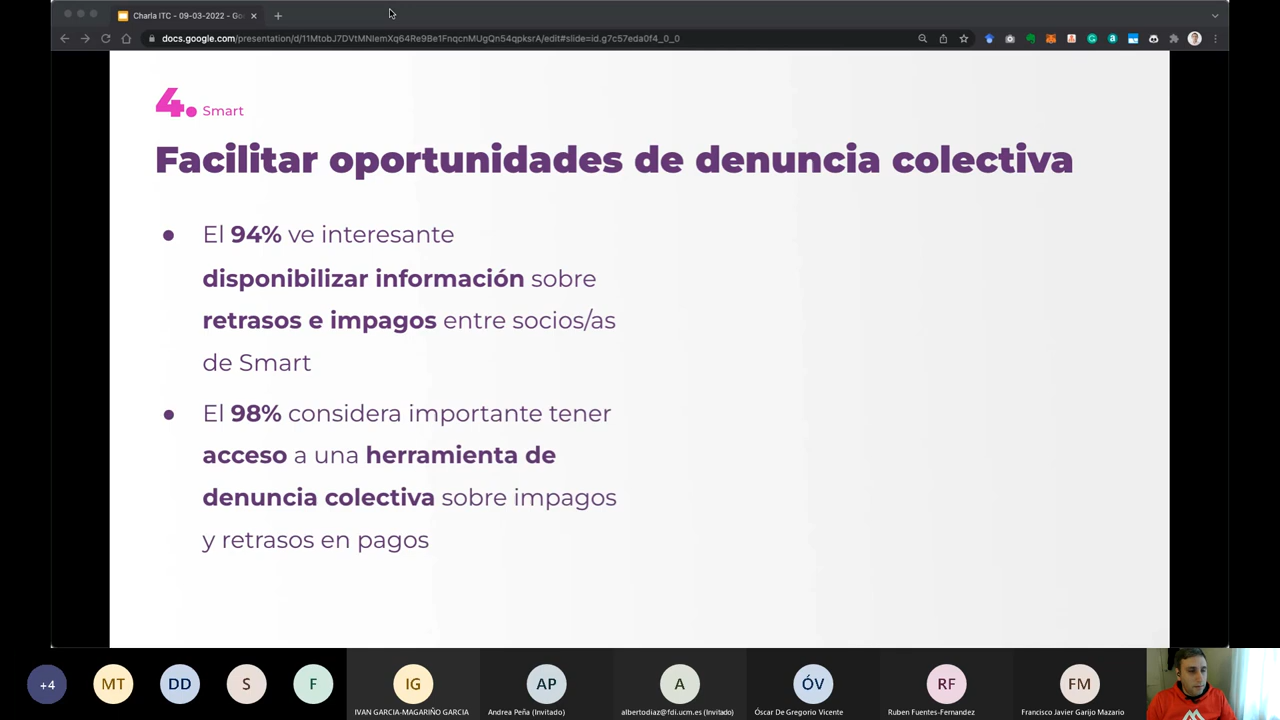 Charla ITC - 09-03-2022 - Goo
docs.google.com/presentation/d/11MtobJ7DVtMNIemXq64Re9Be1FnqcnMUgQn54qpksrA/edit#slide=id.g7c57eda0f4_0_0
4. Smart
Facilitar oportunidades de denuncia colectiva
● El 94% ve interesante
disponibilizar información sobre
retrasos e impagos entre socios/as
de Smart
● El 98% considera importante tener
acceso a una herramienta de
denuncia colectiva sobre impagos
y retrasos en pagos
+4 MT DD S F IG AP A ÓV RF FM
IVAN GARCIA-MAGARIÑO GARCIA Andrea Peña (Invitado) albertodiaz@fdi.ucm.es (Invitado) Óscar De Gregorio Vicente Ruben Fuentes-Fernandez Francisco Javier Garijo Mazario